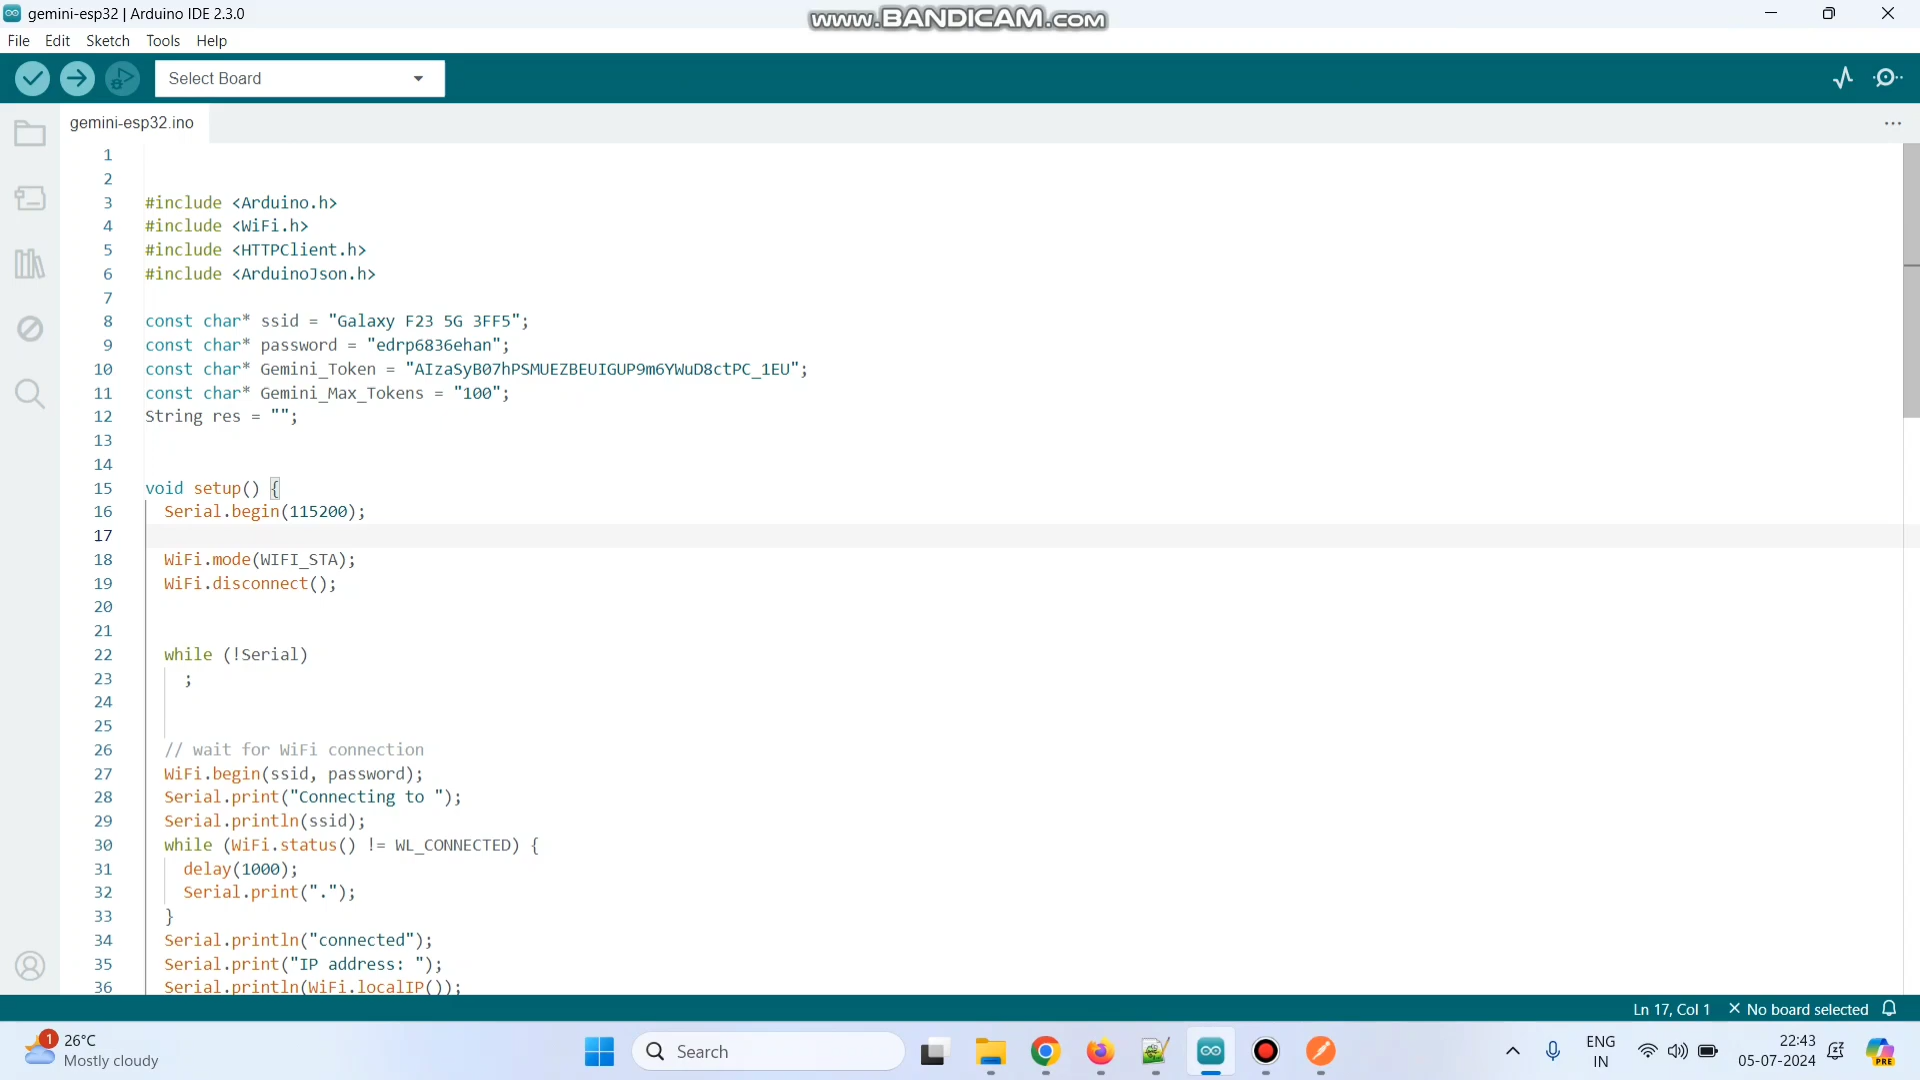 gemini-esp32 | Arduino IDE 2.3.0
www.BANDICAM.com
File Edit Sketch Tools Help
Select Board
gemini-esp32.ino
1
2
3 #include <Arduino.h>
4 #include <WiFi.h>
5 #include <HTTPClient.h>
6 #include <ArduinoJson.h>
7
8 const char* ssid = "Galaxy F23 5G 3FF5";
9 const char* password = "edrp6836ehan";
10 const char* Gemini_Token = "AIzaSyB07hPSMUEZBEUIGUP9m6YWuD8ctPC_1EU";
11 const char* Gemini_Max_Tokens = "100";
12 String res = "";
13
14
15 void setup() {
16 Serial.begin(115200);
17
18 WiFi.mode(WIFI_STA);
19 WiFi.disconnect();
20
21
22 while (!Serial)
23 ;
24
25
26 // wait for WiFi connection
27 WiFi.begin(ssid, password);
28 Serial.print("Connecting to ");
29 Serial.println(ssid);
30 while (WiFi.status() != WL_CONNECTED) {
31 delay(1000);
32 Serial.print(".");
33 }
34 Serial.println("connected");
35 Serial.print("IP address: ");
36 Serial.println(WiFi.localIP());
Ln 17, Col 1 × No board selected
1
26°C
Mostly cloudy
Search
ENG
IN
22:43
05-07-2024
PRE